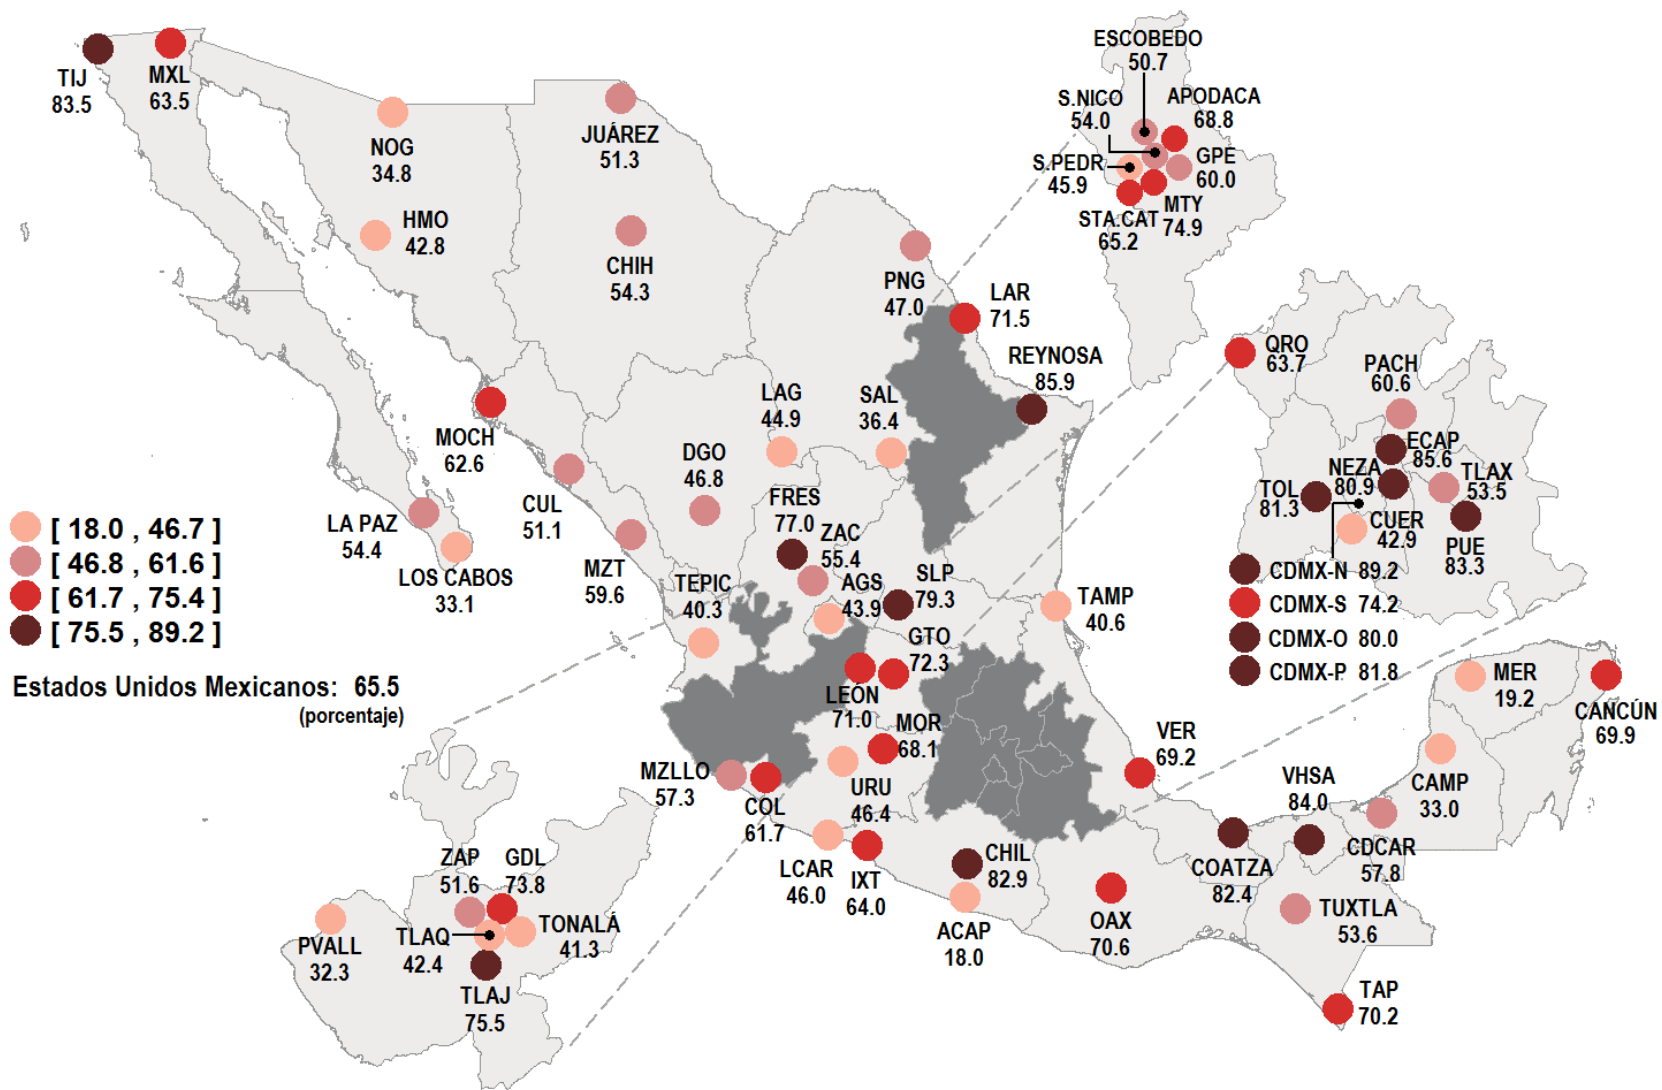 TIJ
83.5
MXL
63.5
NOG
34.8
HMO
42.8
JUÁREZ
51.3
CHIH
54.3
PNG
47.0
LAR
71.5
REYNOSA
85.9
ESCOBEDO
50.7
S.NICO
54.0
APODACA
68.8
S.PEDR
45.9
GPE
60.0
STA.CAT
65.2
MTY
74.9
MOCH
62.6
CUL
51.1
LA PAZ
54.4
LOS CABOS
33.1
MZT
59.6
DGO
46.8
LAG
44.9
SAL
36.4
FRES
77.0
ZAC
55.4
TEPIC
40.3
AGS
43.9
SLP
79.3
GTO
72.3
LEÓN
71.0
TAMP
40.6
MOR
68.1
URU
46.4
MZLLO
57.3
COL
61.7
LCAR
46.0
IXT
64.0
CHIL
82.9
ACAP
18.0
VER
69.2
OAX
70.6
COATZA
82.4
VHSA
84.0
CDCAR
57.8
CAMP
33.0
MER
19.2
CANCÚN
69.9
TUXTLA
53.6
TAP
70.2
QRO
63.7
PACH
60.6
ECAP
85.6
NEZA
80.9
TLAX
53.5
TOL
81.3
CUER
42.9
PUE
83.3
CDMX-N 89.2
CDMX-S 74.2
CDMX-O 80.0
CDMX-P 81.8
[ 18.0 , 46.7 ]
[ 46.8 , 61.6 ]
[ 61.7 , 75.4 ]
[ 75.5 , 89.2 ]
Estados Unidos Mexicanos: 65.5
(porcentaje)
ZAP
51.6
GDL
73.8
PVALL
32.3
TLAQ
42.4
TONALÁ
41.3
TLAJ
75.5